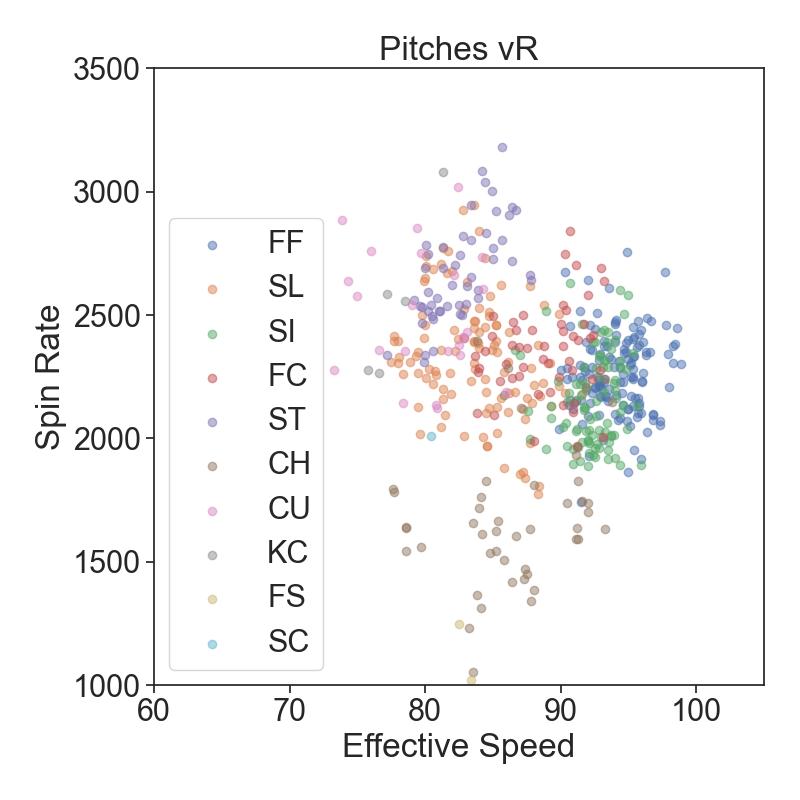 Pitches vR
3500
3000
2500
2000
1500
1000
Spin Rate
FF
SL
SI
FC
ST
CH
CU
KC
FS
SC
60 70 80 90 100
Effective Speed